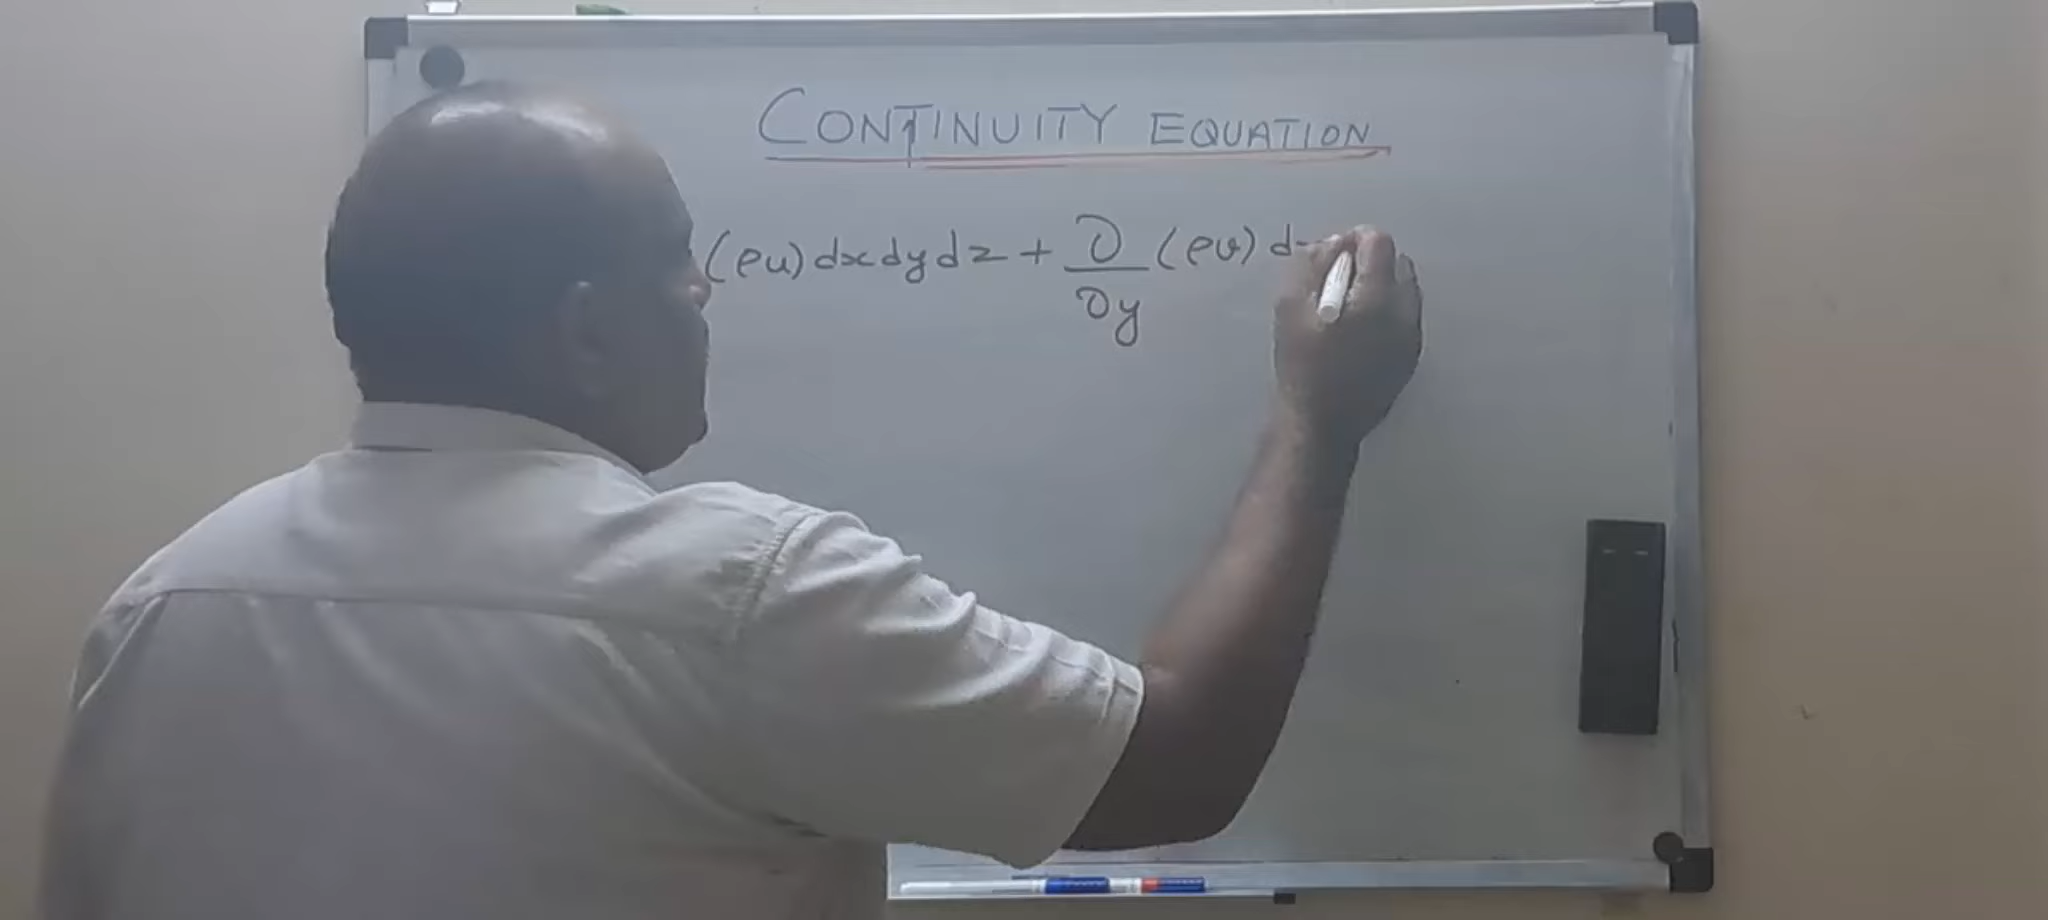 CONTINUITY EQUATION
(ρu) dx dy dz + ∂/∂y (ρv) d